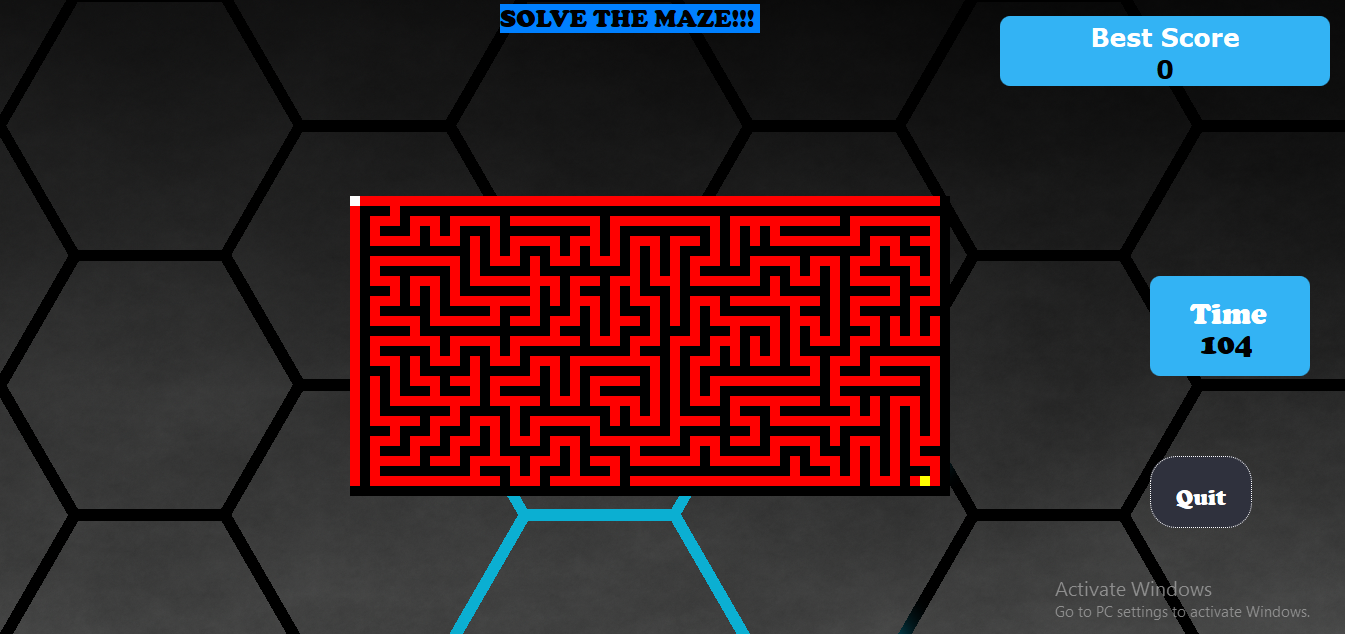 SOLVE THE MAZE!!!
Best Score
0
Time
104
Quit
Activate Windows
Go to PC settings to activate Windows.